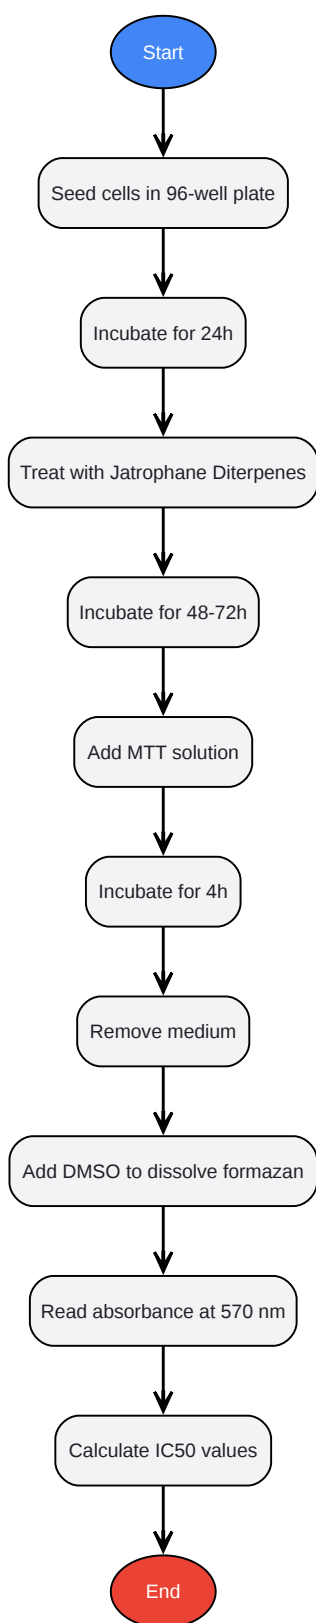 Start
Seed cells in 96-well plate
Incubate for 24h
Treat with Jatrophane Diterpenes
Incubate for 48-72h
Add MTT solution
Incubate for 4h
Remove medium
Add DMSO to dissolve formazan
Read absorbance at 570 nm
Calculate IC50 values
End